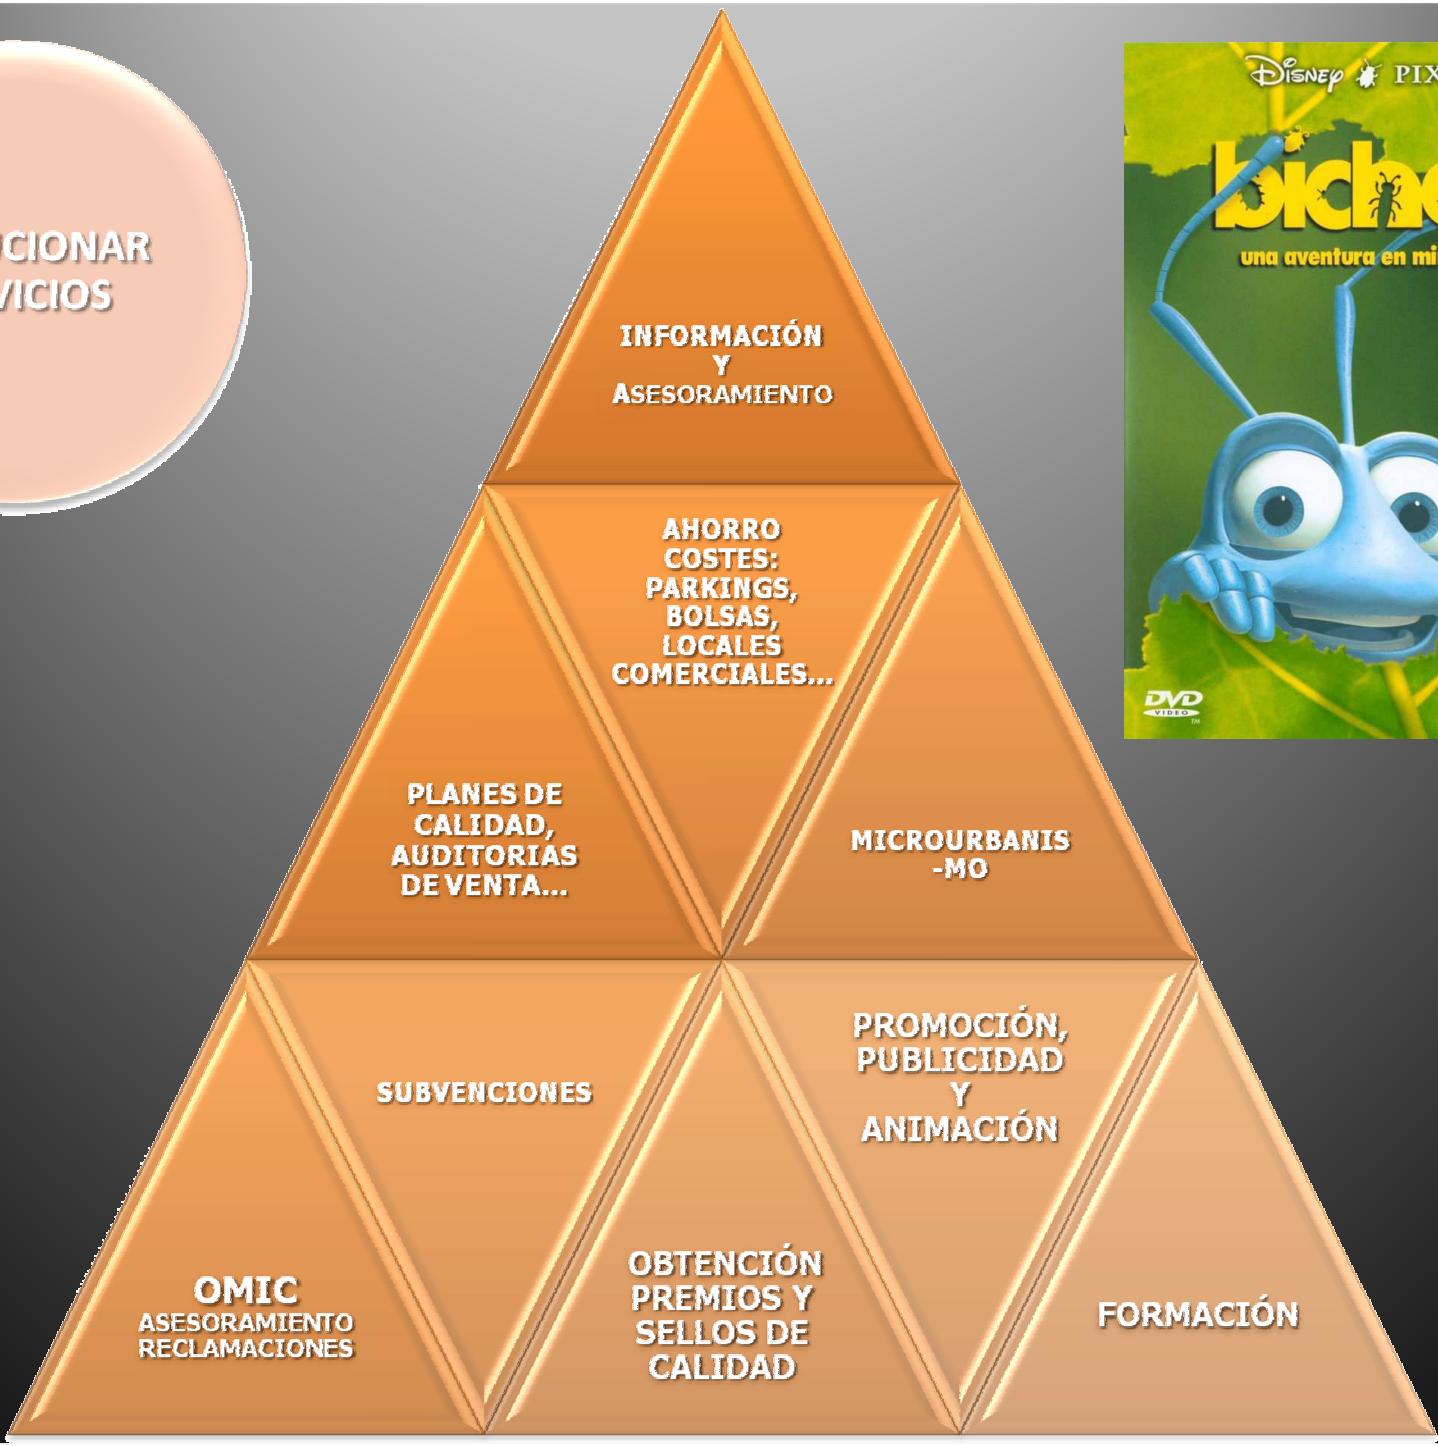 CIONAR
VICIOS
DISNEY PIX
bicho
una aventura en mi
DVD
VIDEO
TM
INFORMACIÓN
Y
ASESORAMIENTO
AHORRO
COSTES:
PARKINGS,
BOLSAS,
LOCALES
COMERCIALES...
PLANES DE
CALIDAD,
AUDITORIAS
DE VENTA...
MICROURBANIS
-MO
SUBVENCIONES
PROMOCIÓN,
PUBLICIDAD
Y
ANIMACIÓN
OMIC
ASESORAMIENTO
RECLAMACIONES
OBTENCIÓN
PREMIOS Y
SELLOS DE
CALIDAD
FORMACIÓN